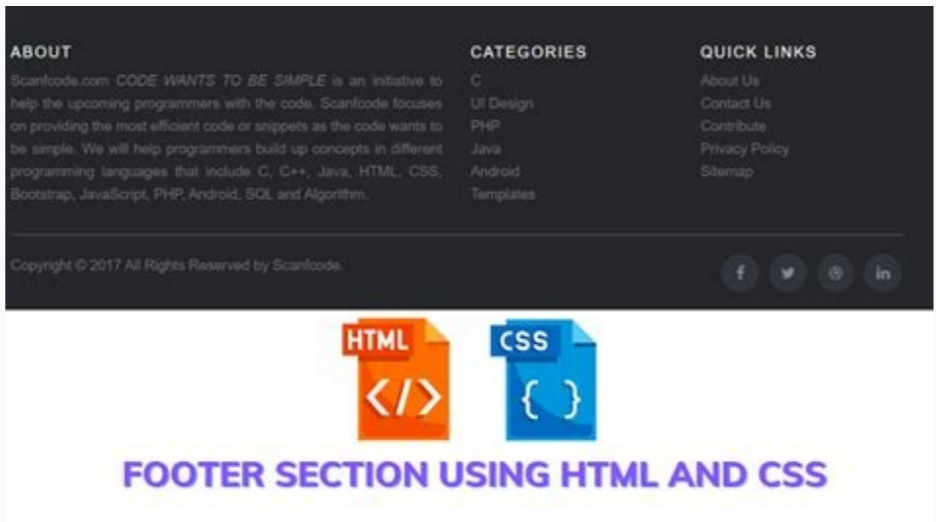 ABOUT
Scanfcode.com CODE WANTS TO BE SIMPLE is an initiative to
help the upcoming programmers with the code. Scanfcode focuses
on providing the most efficient code or snippets as the code wants to
be simple. We will help programmers build up concepts in different
programming languages that include C, C++, Java, HTML, CSS,
Bootstrap, JavaScript, PHP, Android, SQL and Algorithm.
CATEGORIES
C
UI Design
PHP
Java
Android
Templates
QUICK LINKS
About Us
Contact Us
Contribute
Privacy Policy
Sitemap
Copyright © 2017 All Rights Reserved by Scanfcode.
f
in
HTML
</>
CSS
{ }
FOOTER SECTION USING HTML AND CSS